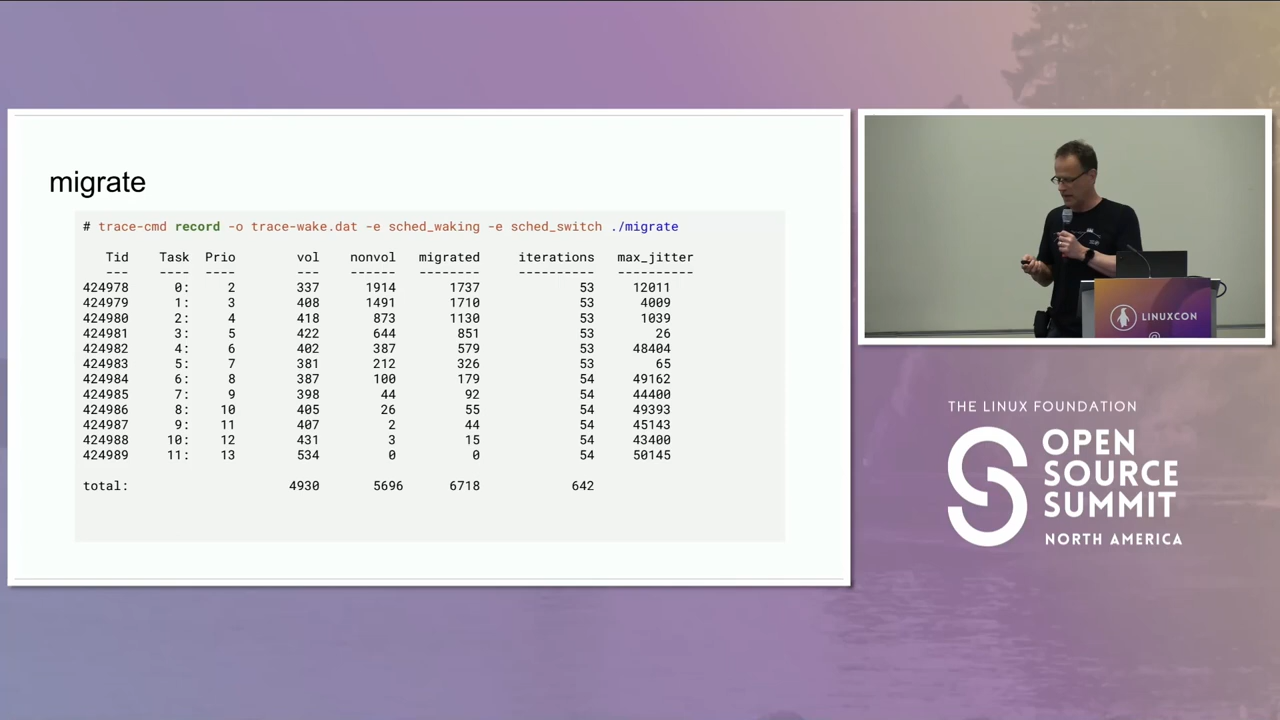 migrate
# trace-cmd record -o trace-wake.dat -e sched_waking -e sched_switch ./migrate
Tid Task Prio vol nonvol migrated iterations max_jitter
--- ---- ---- --- ------ -------- ---------- ----------
424978 0: 2 337 1914 1737 53 12011
424979 1: 3 408 1491 1710 53 4009
424980 2: 4 418 873 1130 53 1039
424981 3: 5 422 644 851 53 26
424982 4: 6 402 387 579 53 48404
424983 5: 7 381 212 326 53 65
424984 6: 8 387 100 179 54 49162
424985 7: 9 398 44 92 54 44400
424986 8: 10 405 26 55 54 49393
424987 9: 11 407 2 44 54 45143
424988 10: 12 431 3 15 54 43400
424989 11: 13 534 0 0 54 50145
total: 4930 5696 6718 642
LINUXCON
THE LINUX FOUNDATION
OPEN
SOURCE
SUMMIT
NORTH AMERICA